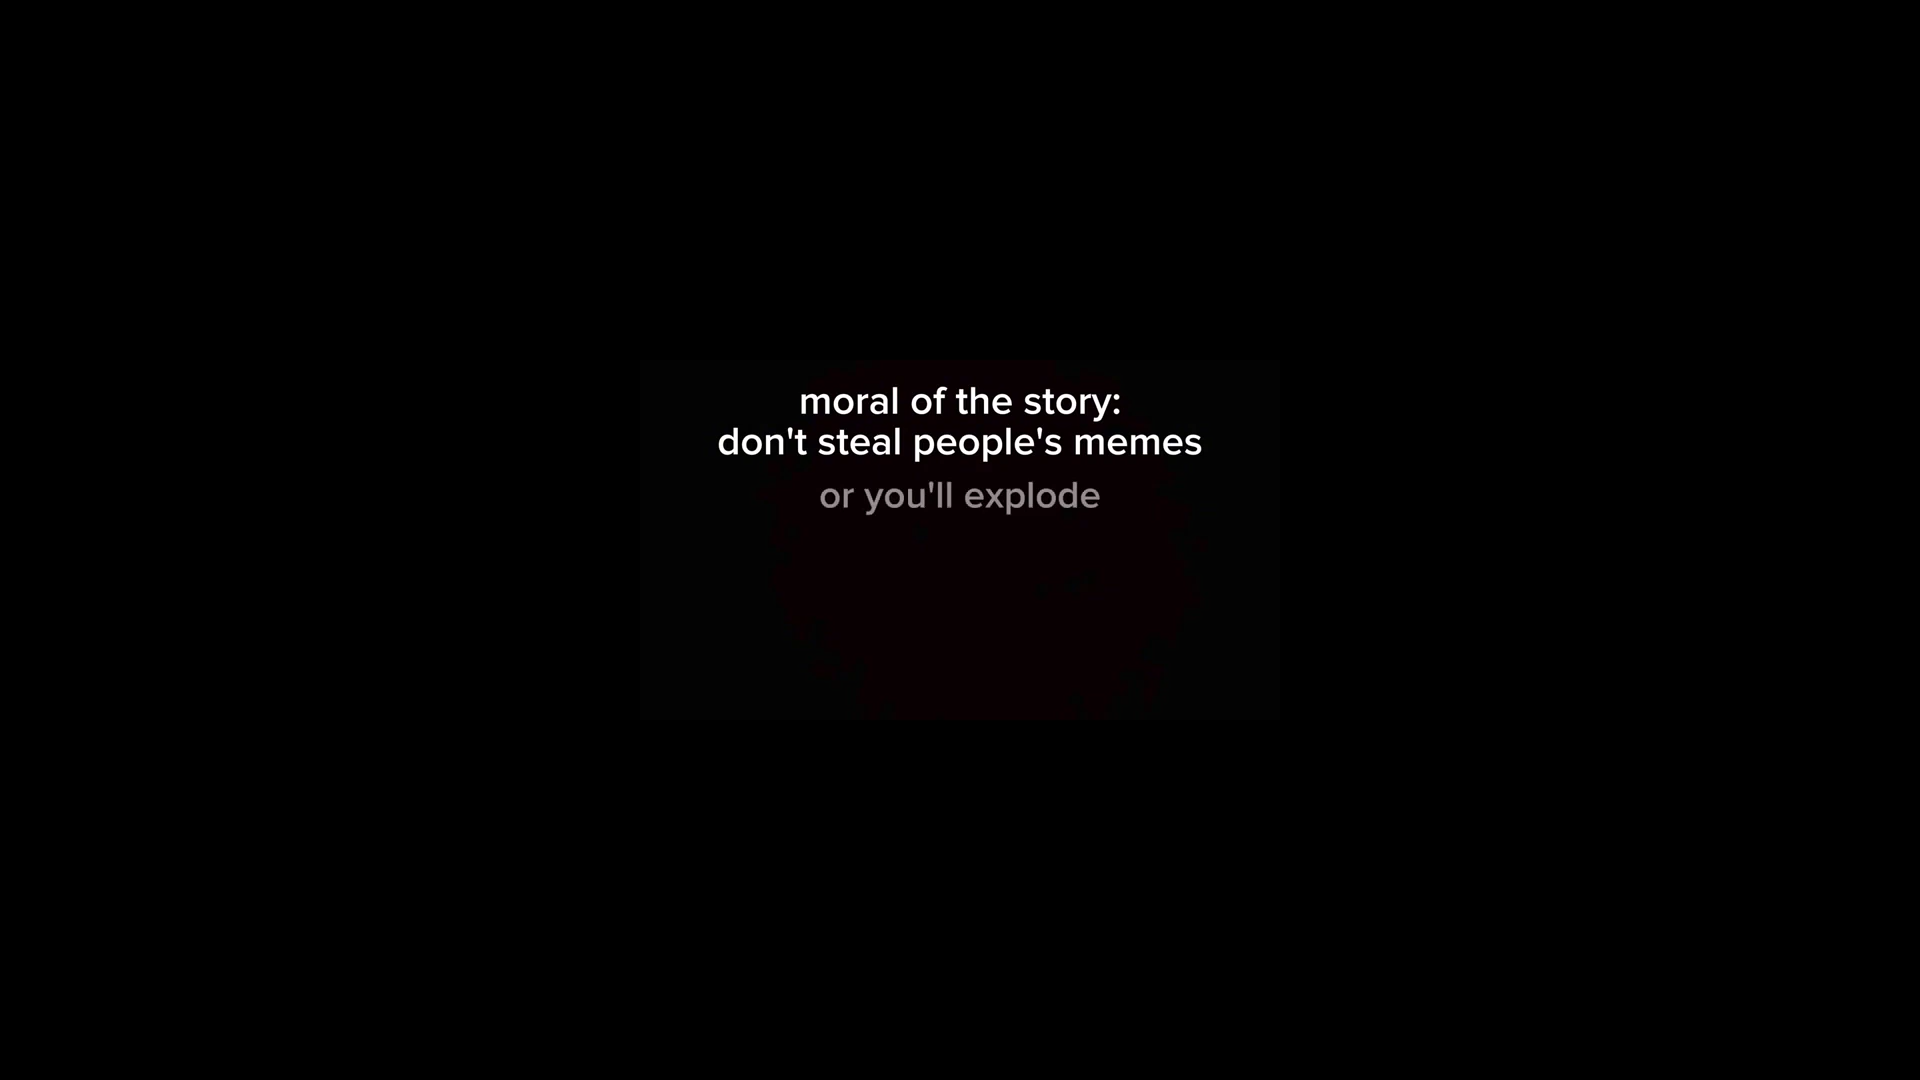 moral of the story:
don't steal people's memes
or you'll explode